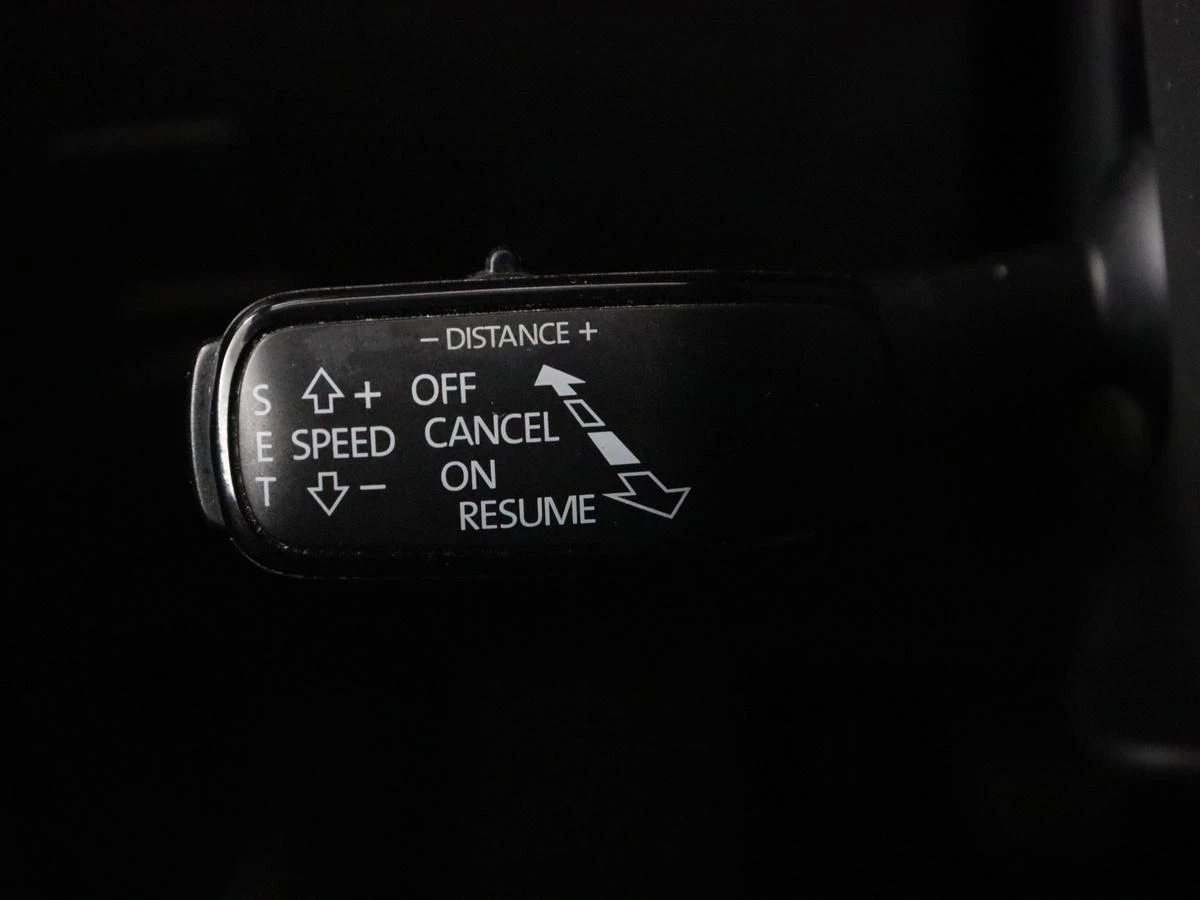 − DISTANCE +
S + OFF
E SPEED CANCEL
T − ON
RESUME